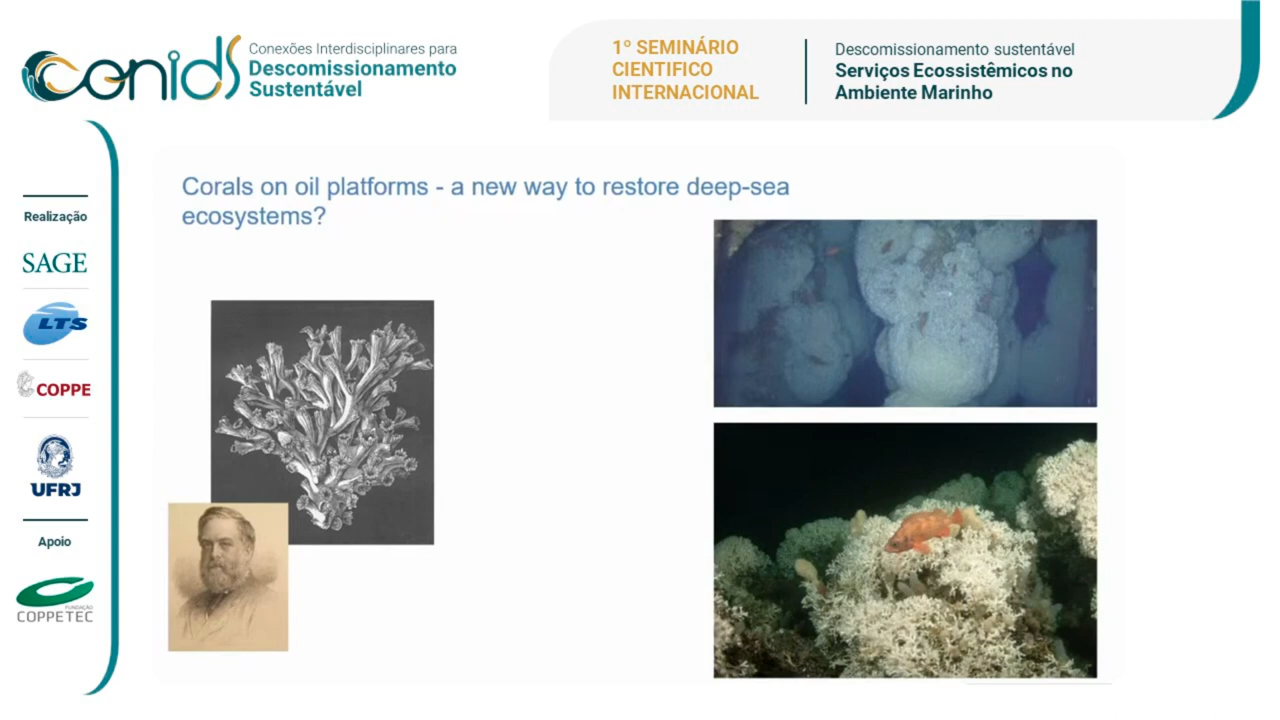 conids
Conexões Interdisciplinares para
Descomissionamento
Sustentável
1º SEMINÁRIO
CIENTIFICO
INTERNACIONAL
Descomissionamento sustentável
Serviços Ecossistêmicos no
Ambiente Marinho
Realização
SAGE
LTS
COPPE
UFRJ
Apoio
FUNDAÇÃO
COPPETEC
Corals on oil platforms - a new way to restore deep-sea
ecosystems?